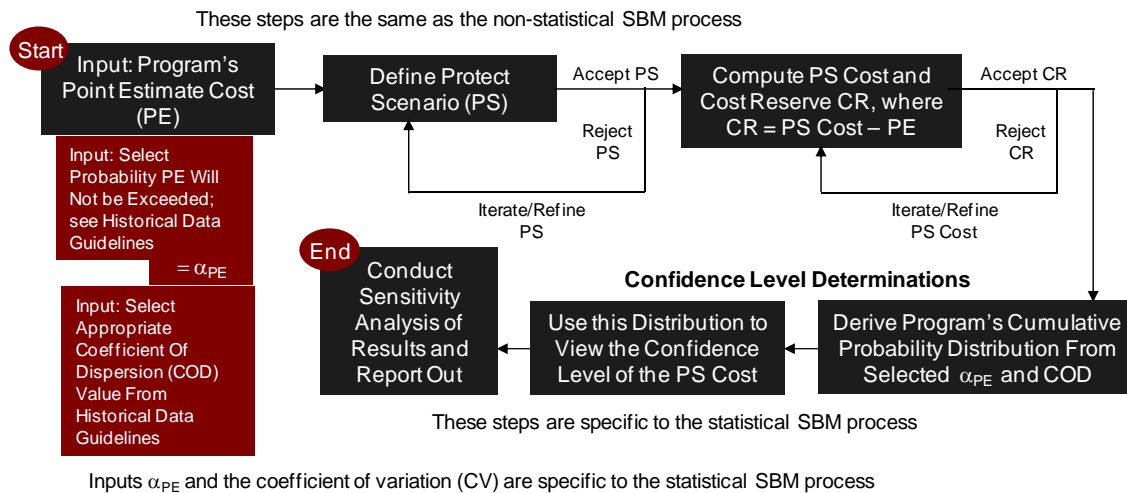 These steps are the same as the non-statistical SBM process
Start
Input: Program's
Point Estimate Cost
(PE)
Define Protect
Scenario (PS)
Accept PS
Reject
PS
Iterate/Refine
PS
Compute PS Cost and
Cost Reserve CR, where
CR = PS Cost – PE
Accept CR
Reject
CR
Iterate/Refine
PS Cost
Input: Select
Probability PE Will
Not be Exceeded;
see Historical Data
Guidelines
= αPE
Input: Select
Appropriate
Coefficient Of
Dispersion (COD)
Value From
Historical Data
Guidelines
End
Conduct
Sensitivity
Analysis of
Results and
Report Out
Confidence Level Determinations
Use this Distribution to
View the Confidence
Level of the PS Cost
Derive Program's Cumulative
Probability Distribution From
Selected αPE and COD
These steps are specific to the statistical SBM process
Inputs αPE and the coefficient of variation (CV) are specific to the statistical SBM process